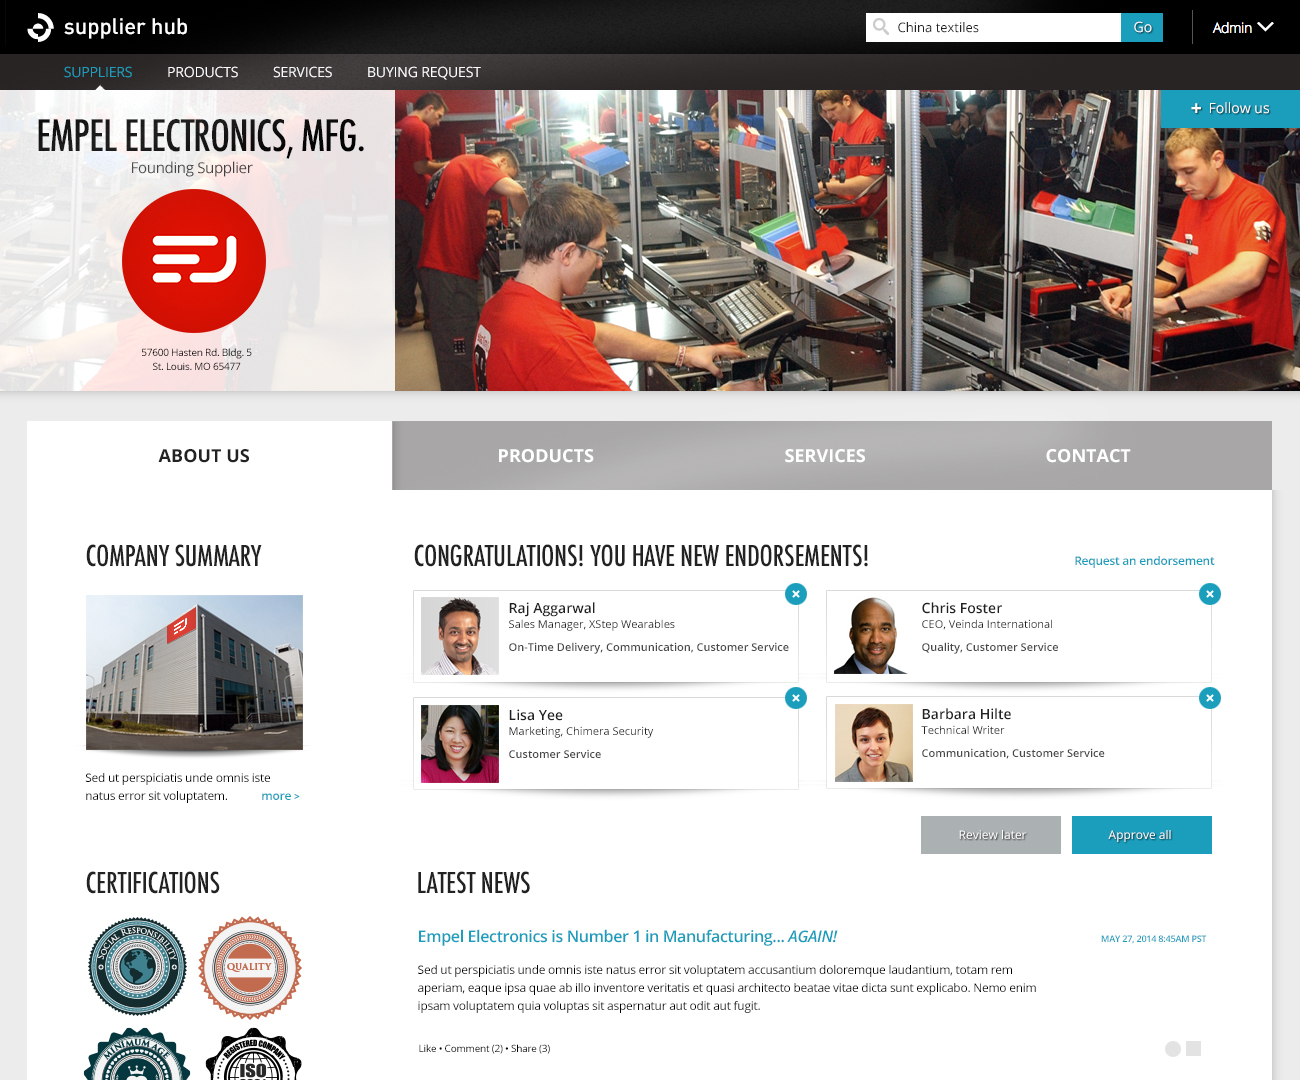 supplier hub
China textiles
Go
Admin
SUPPLIERS
PRODUCTS
SERVICES
BUYING REQUEST
EMPEL ELECTRONICS, MFG.
Founding Supplier
57600 Hasten Rd. Bldg. 5
St. Louis. MO 65477
+ Follow us
ABOUT US
PRODUCTS
SERVICES
CONTACT
COMPANY SUMMARY
Sed ut perspiciatis unde omnis iste
natus error sit voluptatem.
more >
CONGRATULATIONS! YOU HAVE NEW ENDORSEMENTS!
Request an endorsement
Raj Aggarwal
Sales Manager, XStep Wearables
On-Time Delivery, Communication, Customer Service
Chris Foster
CEO, Veinda International
Quality, Customer Service
Lisa Yee
Marketing, Chimera Security
Customer Service
Barbara Hilte
Technical Writer
Communication, Customer Service
Review later
Approve all
CERTIFICATIONS
SOCIAL RESPONSIBILITY
QUALITY
MINIMUM AGE
REGISTERED COMPANY
ISO
LATEST NEWS
Empel Electronics is Number 1 in Manufacturing... AGAIN!
MAY 27, 2014 8:45AM PST
Sed ut perspiciatis unde omnis iste natus error sit voluptatem accusantium doloremque laudantium, totam rem
aperiam, eaque ipsa quae ab illo inventore veritatis et quasi architecto beatae vitae dicta sunt explicabo. Nemo enim
ipsam voluptatem quia voluptas sit aspernatur aut odit aut fugit.
Like • Comment (2) • Share (3)